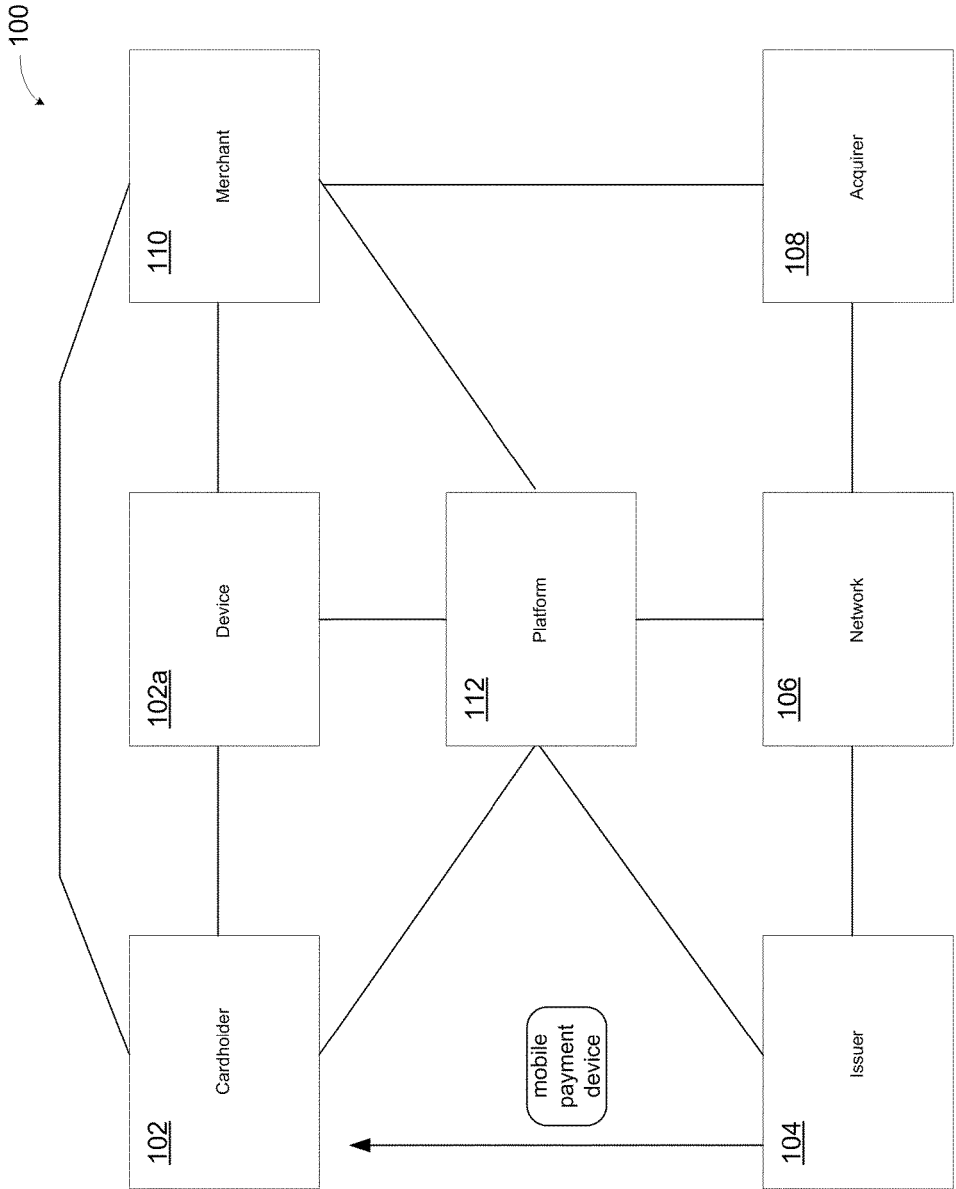 100
102
Cardholder
102a
Device
110
Merchant
mobile
payment
device
112
Platform
104
Issuer
106
Network
108
Acquirer